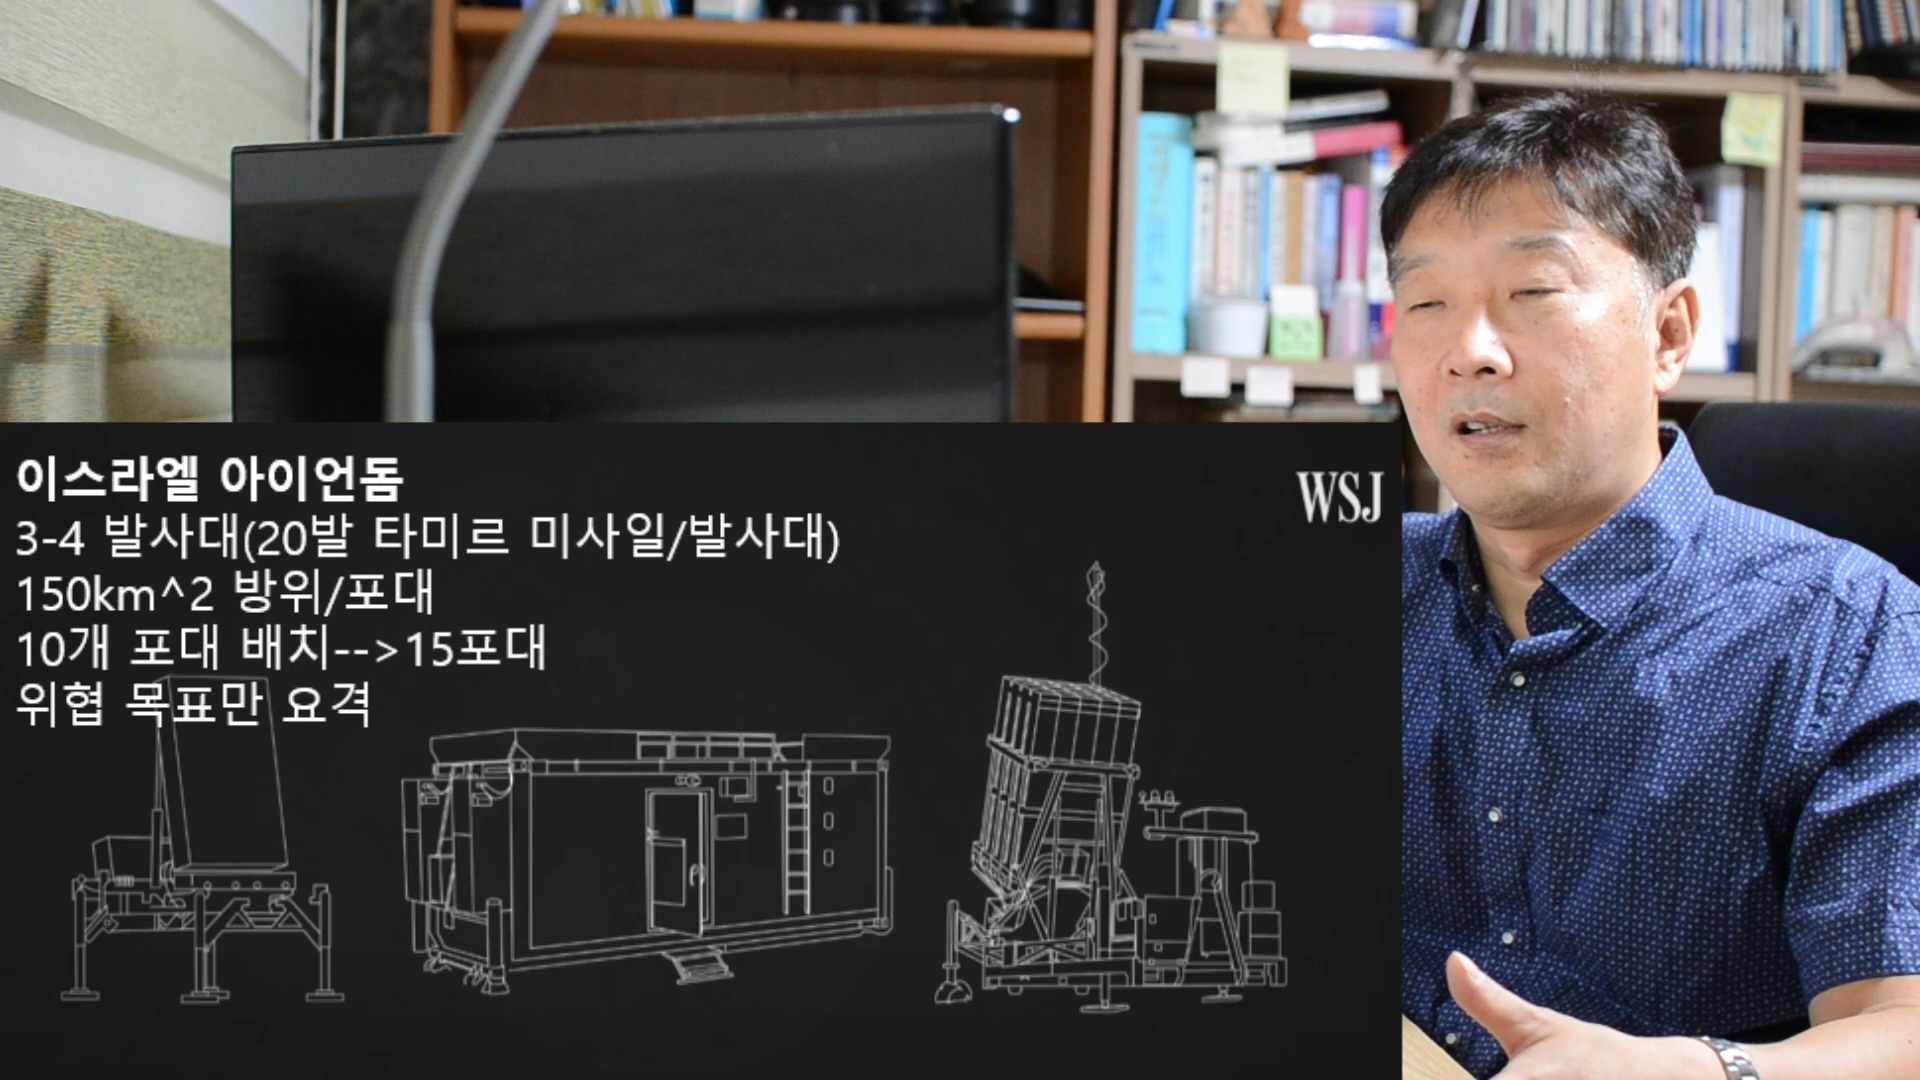 이스라엘 아이언돔
WSJ
3-4 발사대(20발 타미르 미사일/발사대)
150km^2 방위/포대
10개 포대 배치-->15포대
위협 목표만 요격